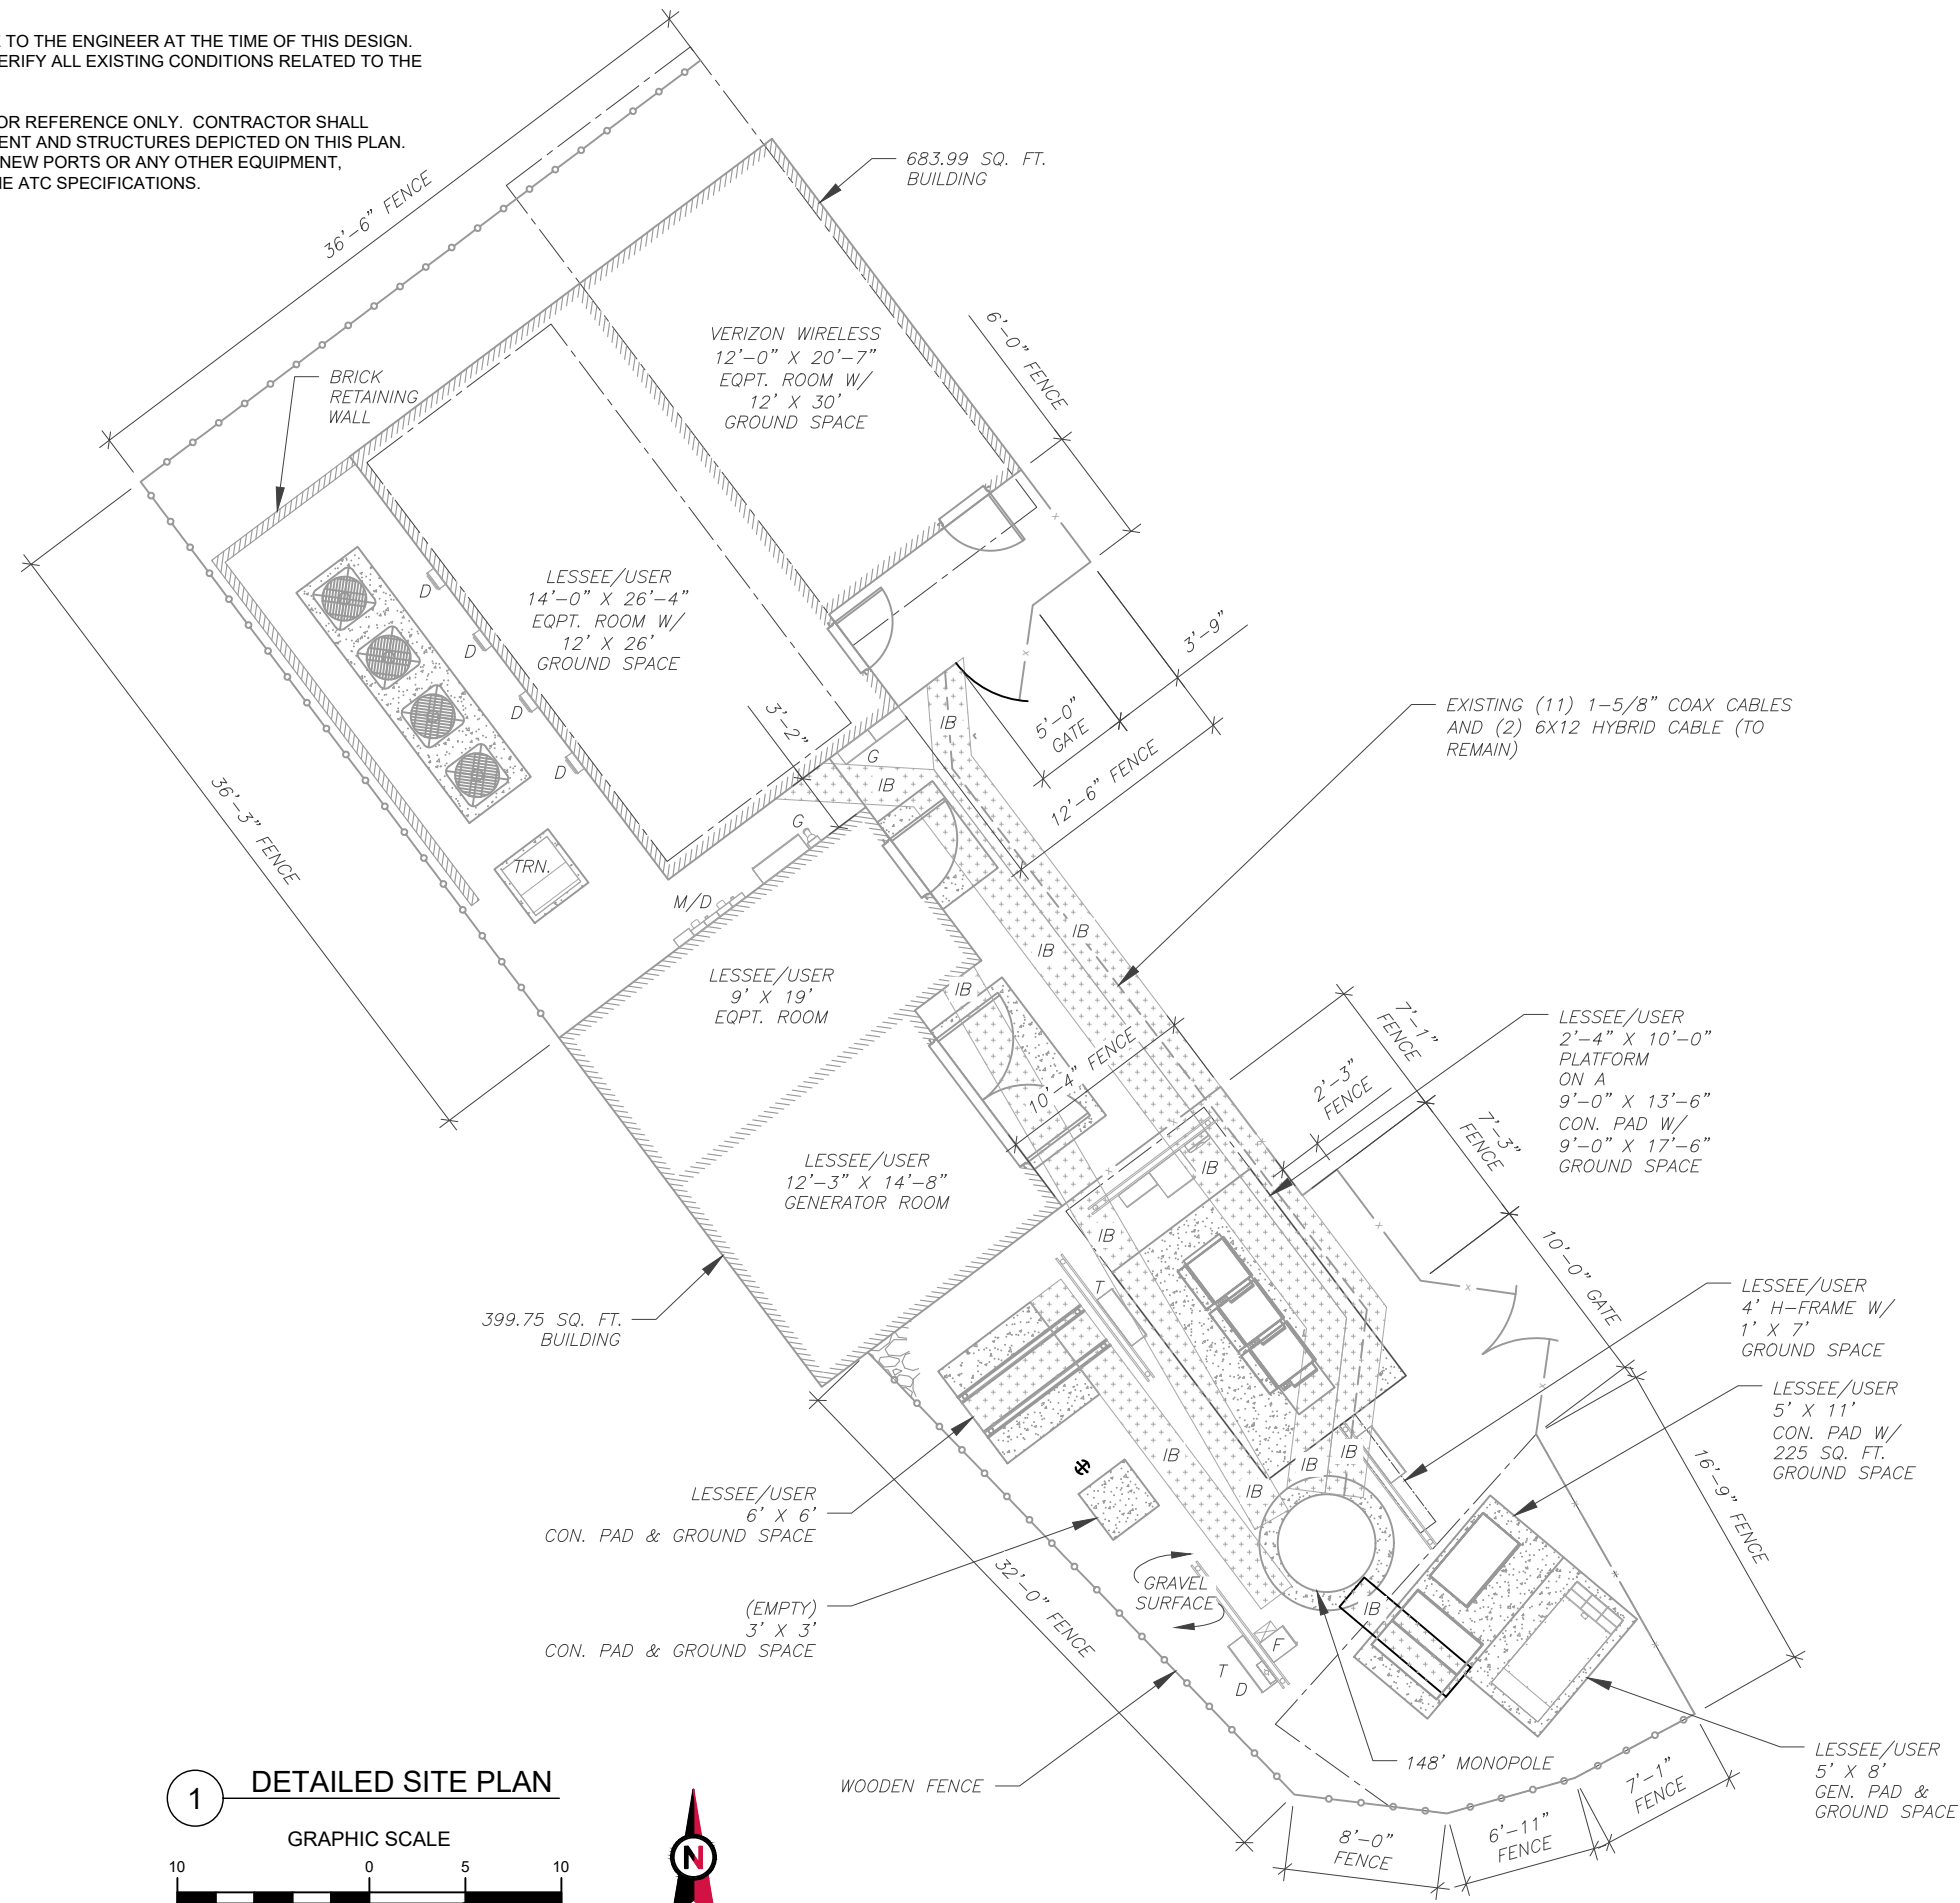 TO THE ENGINEER AT THE TIME OF THIS DESIGN.
ERIFY ALL EXISTING CONDITIONS RELATED TO THE
OR REFERENCE ONLY. CONTRACTOR SHALL
ENT AND STRUCTURES DEPICTED ON THIS PLAN.
NEW PORTS OR ANY OTHER EQUIPMENT,
HE ATC SPECIFICATIONS.
36'-6" FENCE
683.99 SQ. FT.
BUILDING
BRICK
RETAINING
WALL
VERIZON WIRELESS
12'-0" X 20'-7"
EQPT. ROOM W/
12' X 30'
GROUND SPACE
6'-0" FENCE
LESSEE/USER
14'-0" X 26'-4"
EQPT. ROOM W/
12' X 26'
GROUND SPACE
D
D
D
D
3'-9"
5'-0"
GATE
12'-6" FENCE
3'-2"
IB
G
IB
G
EXISTING (11) 1-5/8" COAX CABLES
AND (2) 6X12 HYBRID CABLE (TO
REMAIN)
36'-3" FENCE
TRN.
M/D
IB
IB
LESSEE/USER
9' X 19'
EQPT. ROOM
IB
10'-4" FENCE
7'-1"
FENCE
2'-3"
FENCE
7'-3"
FENCE
LESSEE/USER
2'-4" X 10'-0"
PLATFORM
ON A
9'-0" X 13'-6"
CON. PAD W/
9'-0" X 17'-6"
GROUND SPACE
LESSEE/USER
12'-3" X 14'-8"
GENERATOR ROOM
IB
IB
T
10'-0" GATE
399.75 SQ. FT.
BUILDING
LESSEE/USER
4' H-FRAME W/
1' X 7'
GROUND SPACE
LESSEE/USER
5' X 11'
CON. PAD W/
225 SQ. FT.
GROUND SPACE
16'-9" FENCE
IB
IB
IB
IB
LESSEE/USER
6' X 6'
CON. PAD & GROUND SPACE
(EMPTY)
3' X 3'
CON. PAD & GROUND SPACE
32'-0" FENCE
GRAVEL
SURFACE
IB
F
T
D
WOODEN FENCE
148' MONOPOLE
LESSEE/USER
5' X 8'
GEN. PAD &
GROUND SPACE
8'-0"
FENCE
6'-11"
FENCE
7'-1"
FENCE
1
DETAILED SITE PLAN
GRAPHIC SCALE
10 0 5 10
N